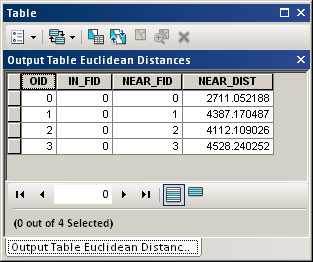 Table
Output Table Euclidean Distances
OID IN_FID NEAR_FID NEAR_DIST
0 0 0 2711.052188
1 0 1 4387.170487
2 0 2 4112.109026
3 0 3 4528.240252
0
(0 out of 4 Selected)
Output Table Euclidean Distanc...